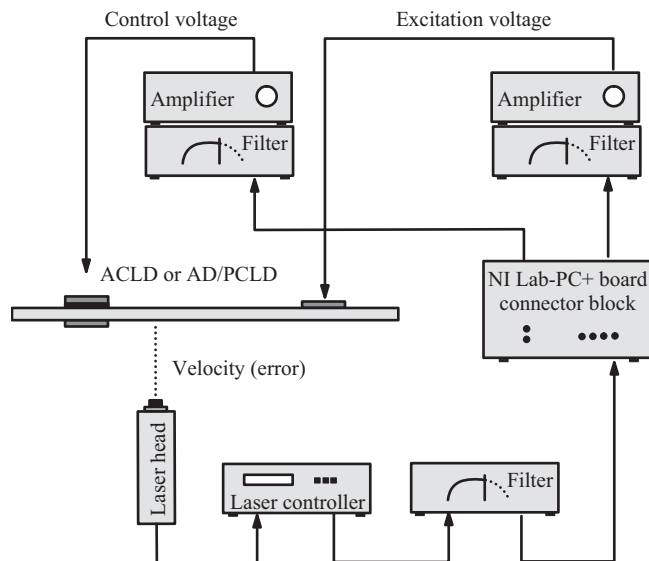 Control voltage
Excitation voltage
Amplifier
Filter
Amplifier
Filter
ACLD or AD/PCLD
NI Lab-PC+ board
connector block
Velocity (error)
Laser head
Laser controller
Filter